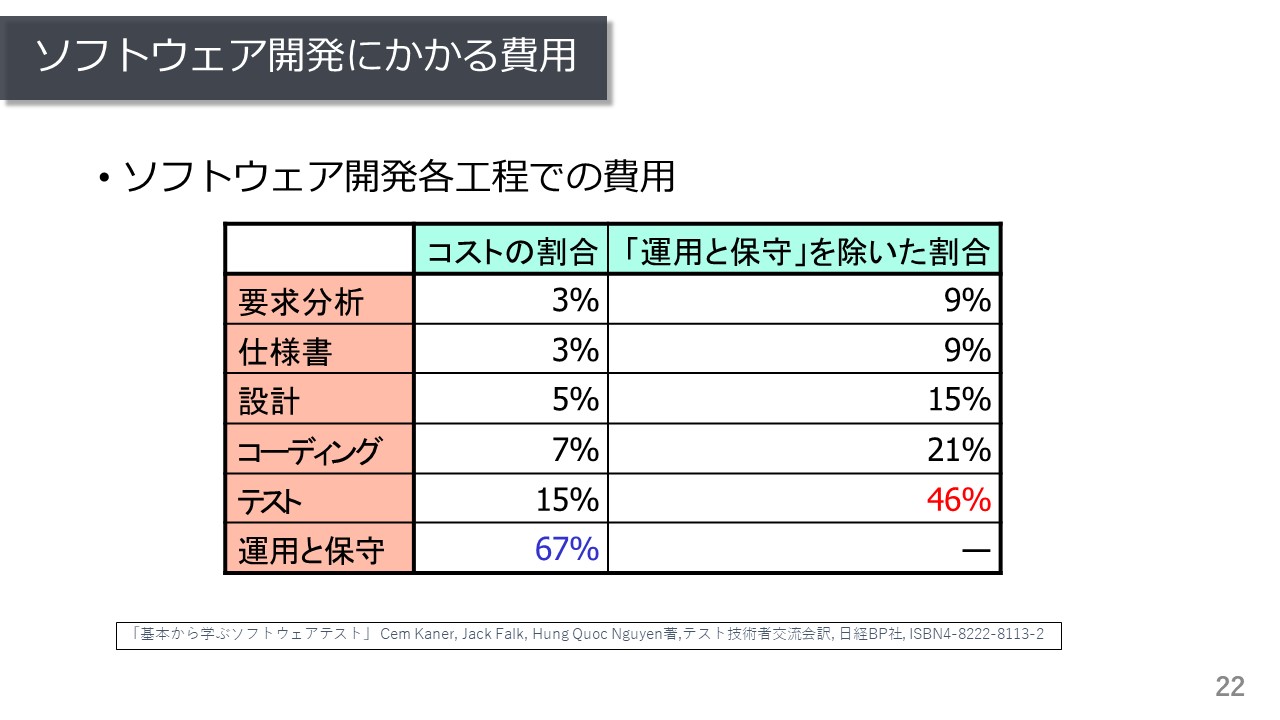 ソフトウェア開発にかかる費用
• ソフトウェア開発各工程での費用
コストの割合 「運用と保守」を除いた割合
要求分析 3% 9%
仕様書 3% 9%
設計 5% 15%
コーディング 7% 21%
テスト 15% 46%
運用と保守 67% —
「基本から学ぶソフトウェアテスト」 Cem Kaner, Jack Falk, Hung Quoc Nguyen著,テスト技術者交流会訳, 日経BP社, ISBN4-8222-8113-2
22